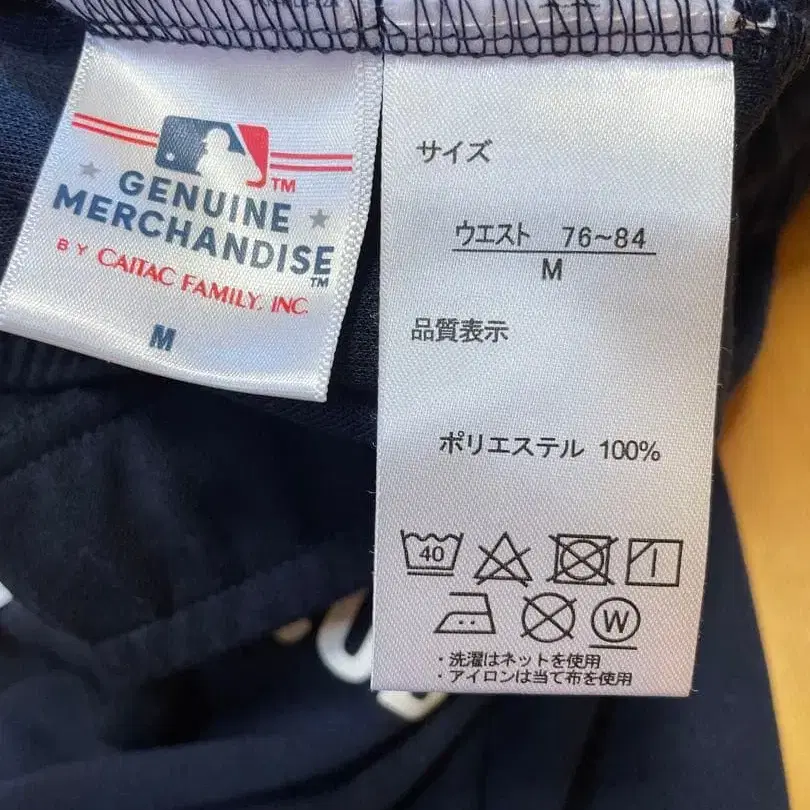 GENUINE
MERCHANDISE™
BY CAITAC FAMILY, INC.
M
サイズ
ウエスト 76~84
M
品質表示
ポリエステル 100%
40
W
・洗濯はネットを使用
・アイロンは当て布を使用